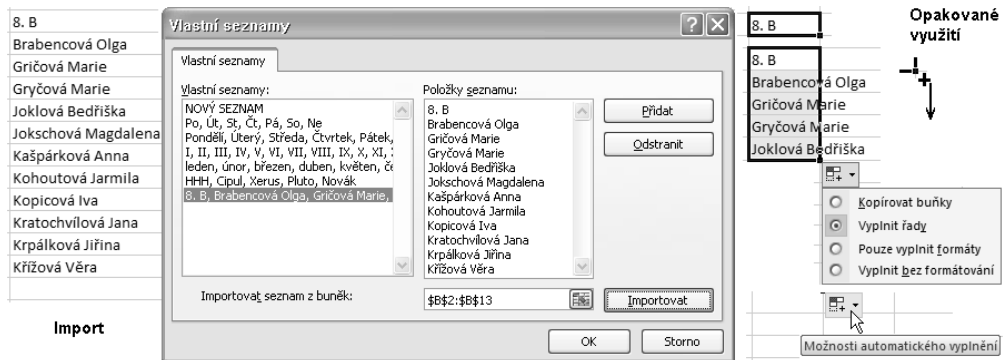 8. B
Brabencová Olga
Gričová Marie
Gryčová Marie
Joklová Bedřiška
Jokschová Magdalena
Kašpárková Anna
Kohoutová Jarmila
Kopicová Iva
Kratochvílová Jana
Krpálková Jiřina
Křížová Věra
Import
Vlastní seznamy
Vlastní seznamy
Vlastní seznamy:
NOVÝ SEZNAM
Po, Út, St, Čt, Pá, So, Ne
Pondělí, Úterý, Středa, Čtvrtek, Pátek,
I, II, III, IV, V, VI, VII, VIII, IX, X, XI,
leden, únor, březen, duben, květen, če
HHH, Cipul, Xerus, Pluto, Novák
8. B, Brabencová Olga, Gričová Marie,
Položky seznamu:
8. B
Brabencová Olga
Gričová Marie
Gryčová Marie
Joklová Bedřiška
Jokschová Magdalena
Kašpárková Anna
Kohoutová Jarmila
Kopicová Iva
Kratochvílová Jana
Krpálková Jiřina
Křížová Věra
Přidat
Odstranit
Importovat seznam z buněk:
$B$2:$B$13
Importovat
OK
Storno
8. B
Opakované
využití
8. B
Brabencová Olga
Gričová Marie
Gryčová Marie
Joklová Bedřiška
Kopírovat buňky
Vyplnit řady
Pouze vyplnit formáty
Vyplnit bez formátování
Možnosti automatického vyplnění